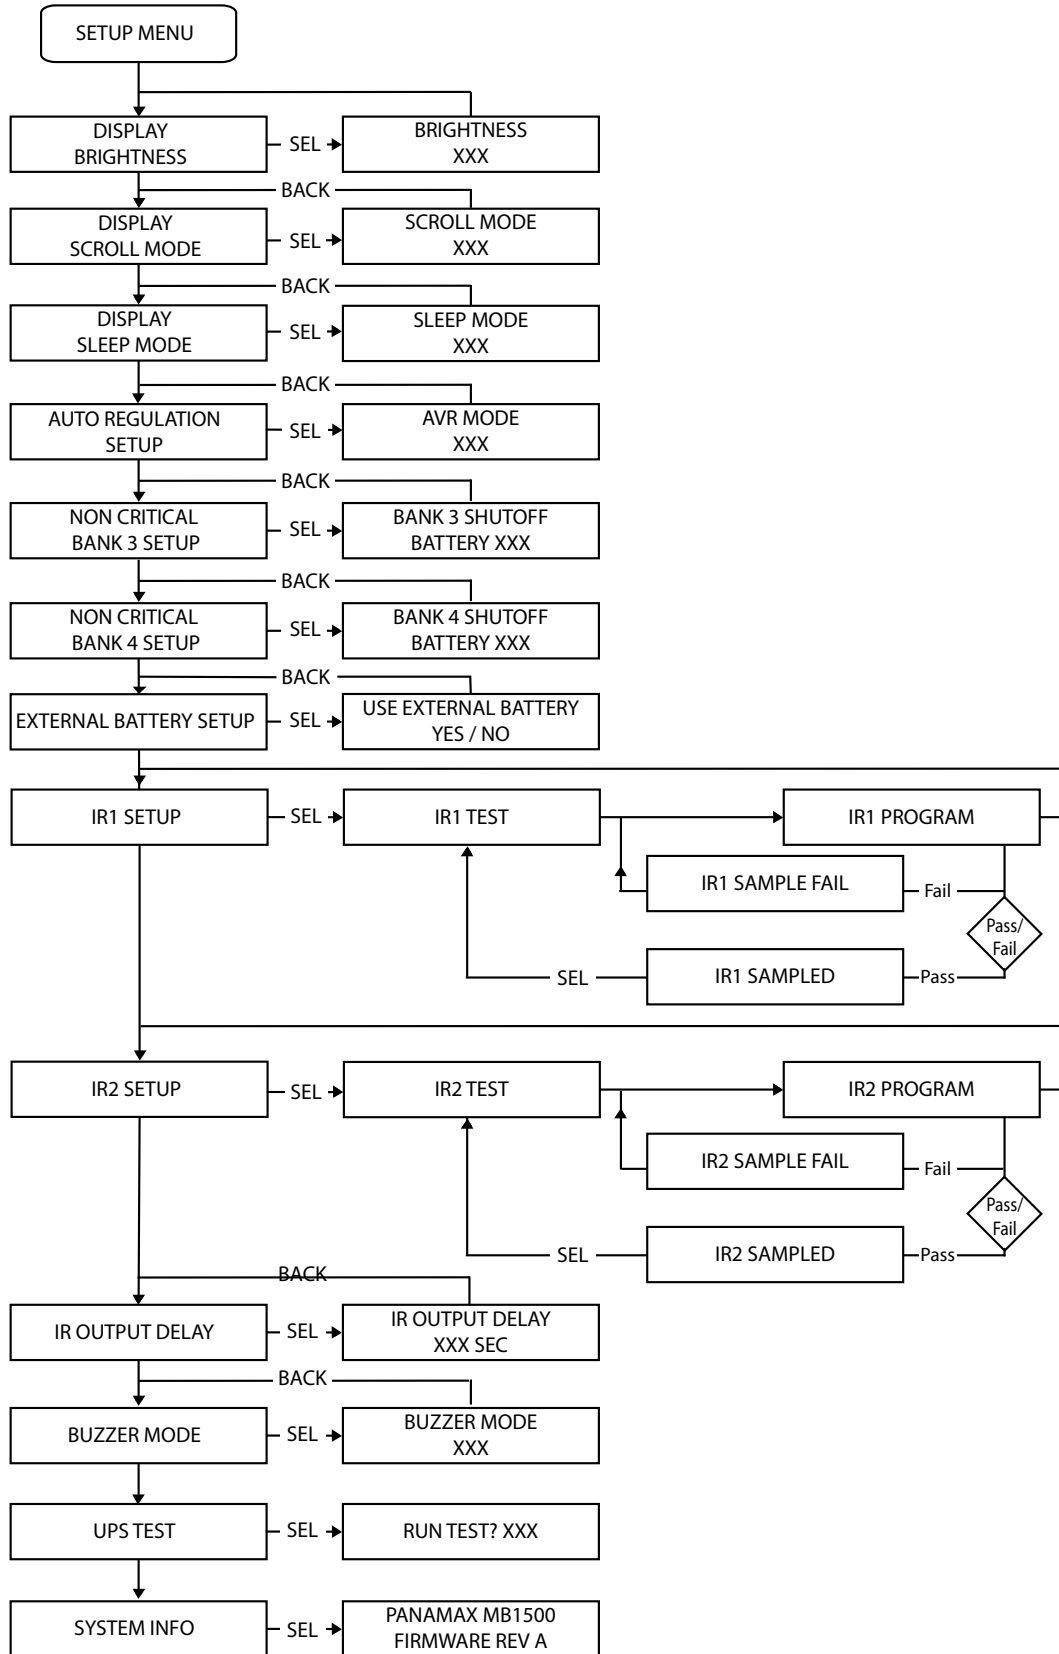 SETUP MENU
DISPLAY
BRIGHTNESS
SEL
BRIGHTNESS
XXX
BACK
DISPLAY
SCROLL MODE
SEL
SCROLL MODE
XXX
BACK
DISPLAY
SLEEP MODE
SEL
SLEEP MODE
XXX
BACK
AUTO REGULATION
SETUP
SEL
AVR MODE
XXX
BACK
NON CRITICAL
BANK 3 SETUP
SEL
BANK 3 SHUTOFF
BATTERY XXX
BACK
NON CRITICAL
BANK 4 SETUP
SEL
BANK 4 SHUTOFF
BATTERY XXX
BACK
EXTERNAL BATTERY SETUP
SEL
USE EXTERNAL BATTERY
YES / NO
IR1 SETUP
SEL
IR1 TEST
IR1 PROGRAM
IR1 SAMPLE FAIL
Fail
Pass/
Fail
SEL
IR1 SAMPLED
Pass
IR2 SETUP
SEL
IR2 TEST
IR2 PROGRAM
IR2 SAMPLE FAIL
Fail
Pass/
Fail
SEL
IR2 SAMPLED
Pass
BACK
IR OUTPUT DELAY
SEL
IR OUTPUT DELAY
XXX SEC
BACK
BUZZER MODE
SEL
BUZZER MODE
XXX
UPS TEST
SEL
RUN TEST? XXX
SYSTEM INFO
SEL
PANAMAX MB1500
FIRMWARE REV A